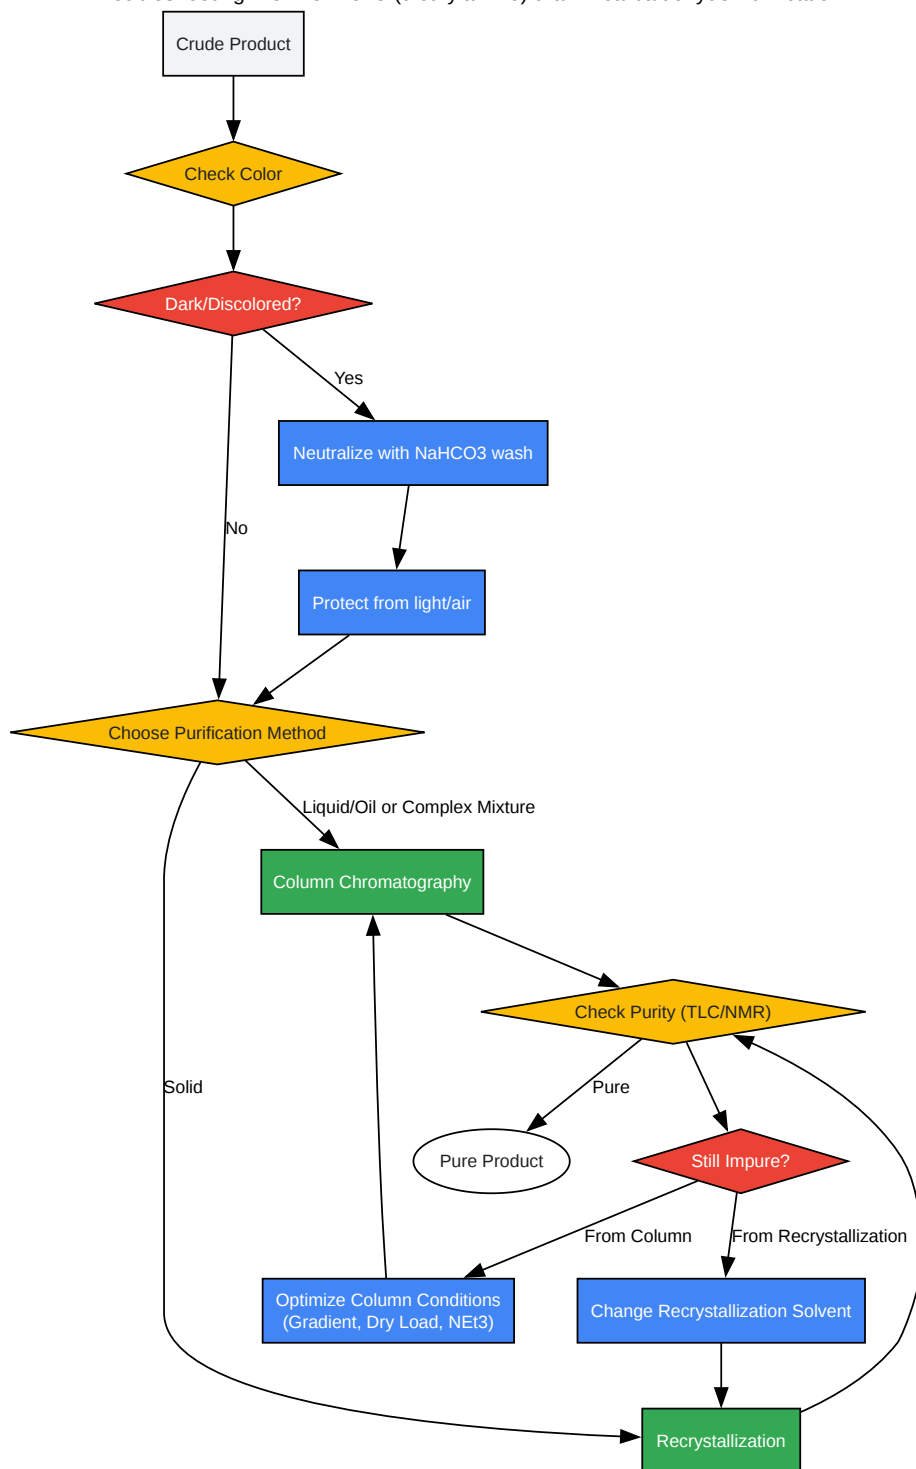 Crude Product
Check Color
Dark/Discolored?
Yes
Neutralize with NaHCO3 wash
No
Protect from light/air
Choose Purification Method
Liquid/Oil or Complex Mixture
Column Chromatography
Check Purity (TLC/NMR)
Solid
Pure
Pure Product
Still Impure?
From Column
From Recrystallization
Optimize Column Conditions
(Gradient, Dry Load, NEt3)
Change Recrystallization Solvent
Recrystallization